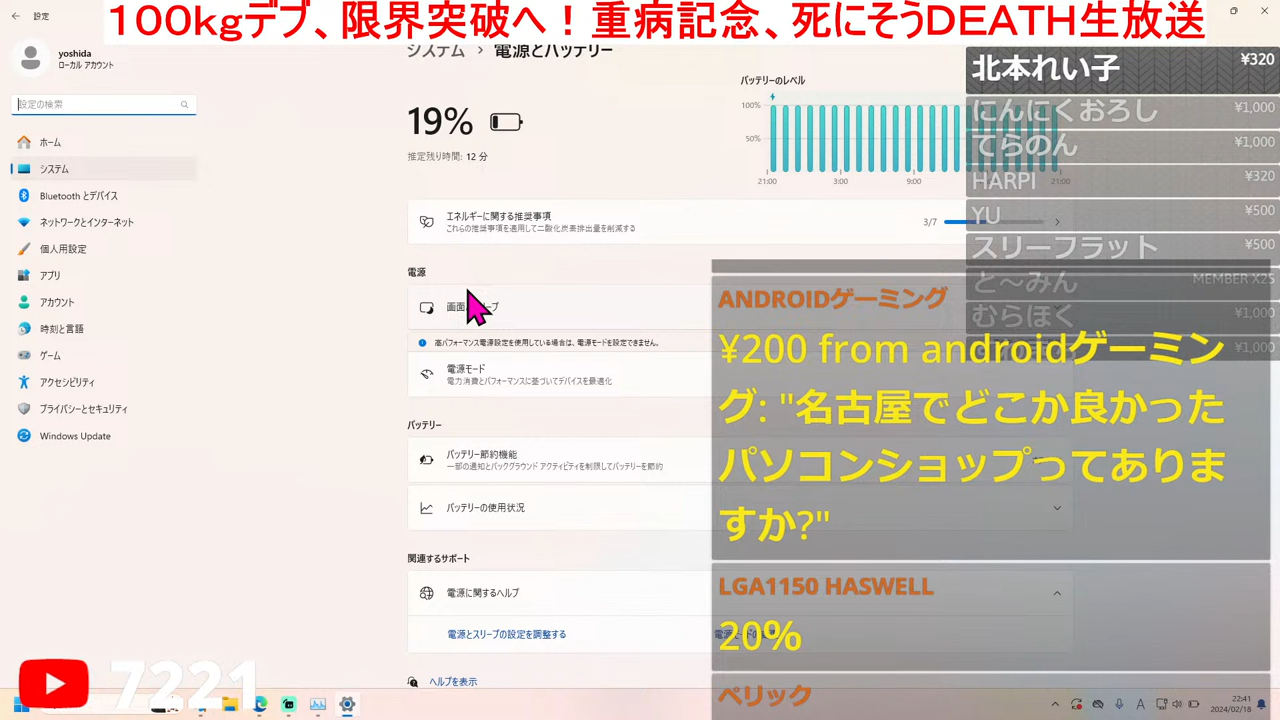 設定
100kgデブ、限界突破へ！重病記念、死にそうDEATH生放送
yoshida
ローカル アカウント
設定の検索
ホーム
システム
Bluetooth とデバイス
ネットワークとインターネット
個人用設定
アプリ
アカウント
時刻と言語
ゲーム
アクセシビリティ
プライバシーとセキュリティ
Windows Update
システム › 電源とバッテリー
19%
推定残り時間: 12 分
バッテリーのレベル
100%
50%
21:00
3:00
9:00
21:00
エネルギーに関する推奨事項
これらの推奨事項を適用して二酸化炭素排出量を削減する
3/7
電源
高パフォーマンス電源設定を使用している場合は、電源モードを設定できません。
電源モード
電力消費とパフォーマンスに基づいてデバイスを最適化
バッテリー
バッテリー節約機能
一部の通知とバックグラウンド アクティビティを制限してバッテリーを節約
バッテリーの使用状況
関連するサポート
電源に関するヘルプ
電源とスリープの設定を調整する
ヘルプを表示
北本れい子 ¥320
にんにくおろし ¥1,000
てらのん ¥1,000
HARPI ¥320
YU ¥500
スリーフラット ¥500
と～みん MEMBER X25
むらほく ¥1,000
¥1,000
ANDROIDゲーミング
¥200 from androidゲーミン
グ: "名古屋でどこか良かった
パソコンショップってありま
すか?"
LGA1150 HASWELL
20%
ペリック
7221
A
22:41
2024/02/18